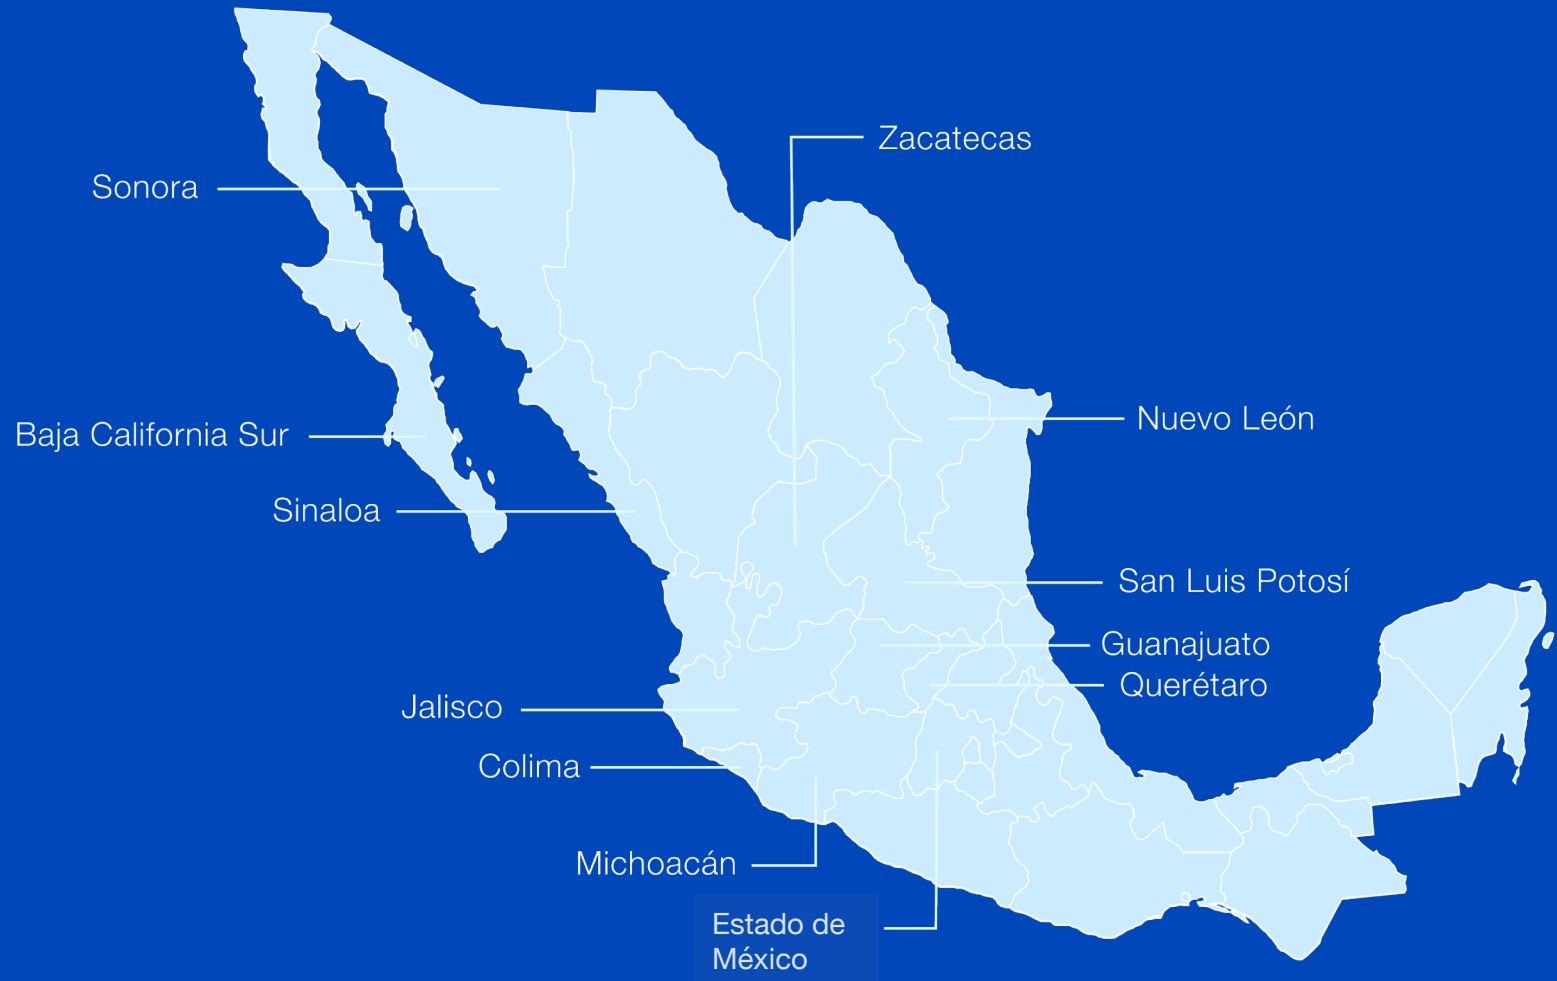 Zacatecas
Sonora
Nuevo León
Baja California Sur
Sinaloa
San Luis Potosí
Guanajuato
Querétaro
Jalisco
Colima
Michoacán
Estado de
México